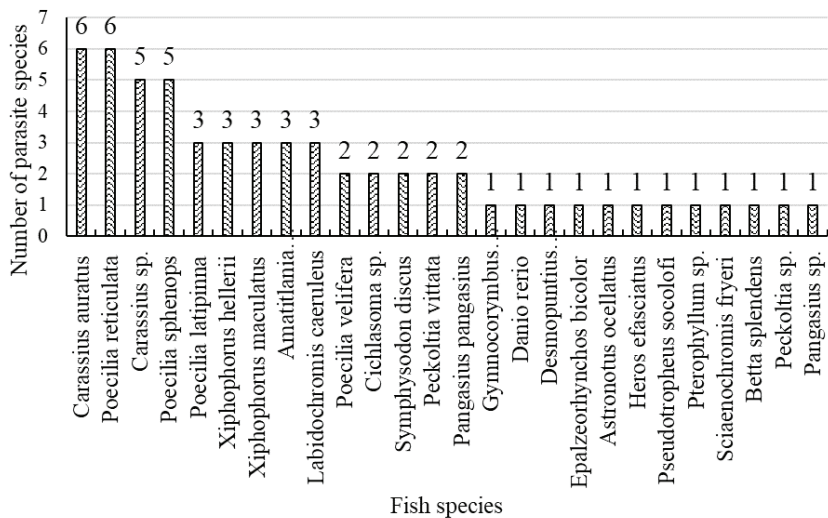 Number of parasite species
7
6
5
4
3
2
1
0
6
6
5
5
3
3
3
3
3
2
2
2
2
2
1
1
1
1
1
1
1
1
1
1
1
1
Carassius auratus
Poecilia reticulata
Carassius sp.
Poecilia sphenops
Poecilia latipinna
Xiphophorus hellerii
Xiphophorus maculatus
Amatitlania…
Labidochromis caeruleus
Poecilia velifera
Cichlasoma sp.
Symphysodon discus
Peckoltia vittata
Pangasius pangasius
Gymnocorymbus…
Danio rerio
Desmopuntius…
Epalzeorhynchos bicolor
Astronotus ocellatus
Heros efasciatus
Pseudotropheus socolofi
Pterophyllum sp.
Sciaenochromis fryeri
Betta splendens
Peckoltia sp.
Pangasius sp.
Fish species